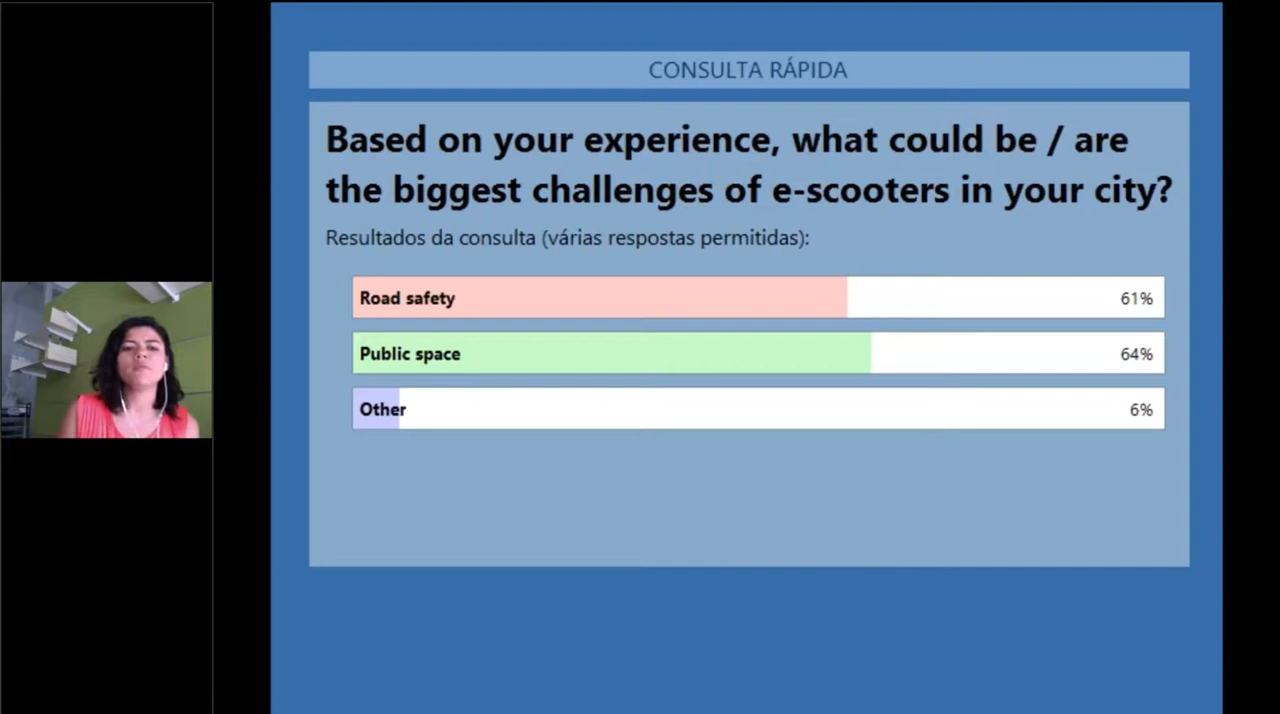 CONSULTA RÁPIDA
Based on your experience, what could be / are
the biggest challenges of e-scooters in your city?
Resultados da consulta (várias respostas permitidas):
Road safety 61%
Public space 64%
Other 6%